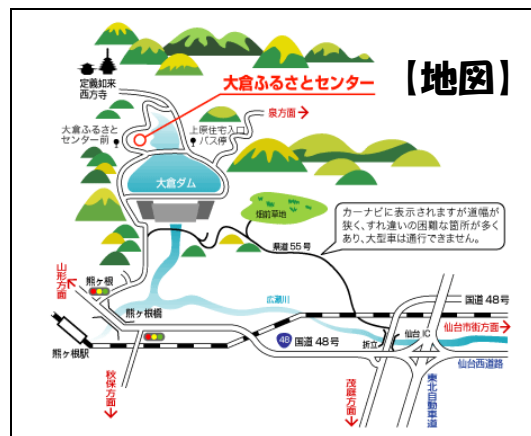 【地図】
定義如来
西方寺
大倉ふるさとセンター
泉方面
大倉ふるさと
センター前
上原住宅入口
バス停
大倉ダム
畑前草地
カーナビに表示されますが道幅が
狭く、すれ違いの困難な箇所が多く
あり、大型車は通行できません。
県道55号
山形方面
熊ヶ根
熊ヶ根橋
広瀬川
国道48号
仙台市街方面
仙台IC
折立
48
国道48号
熊ヶ根駅
仙台西道路
秋保方面
茂庭方面
東北自動車道